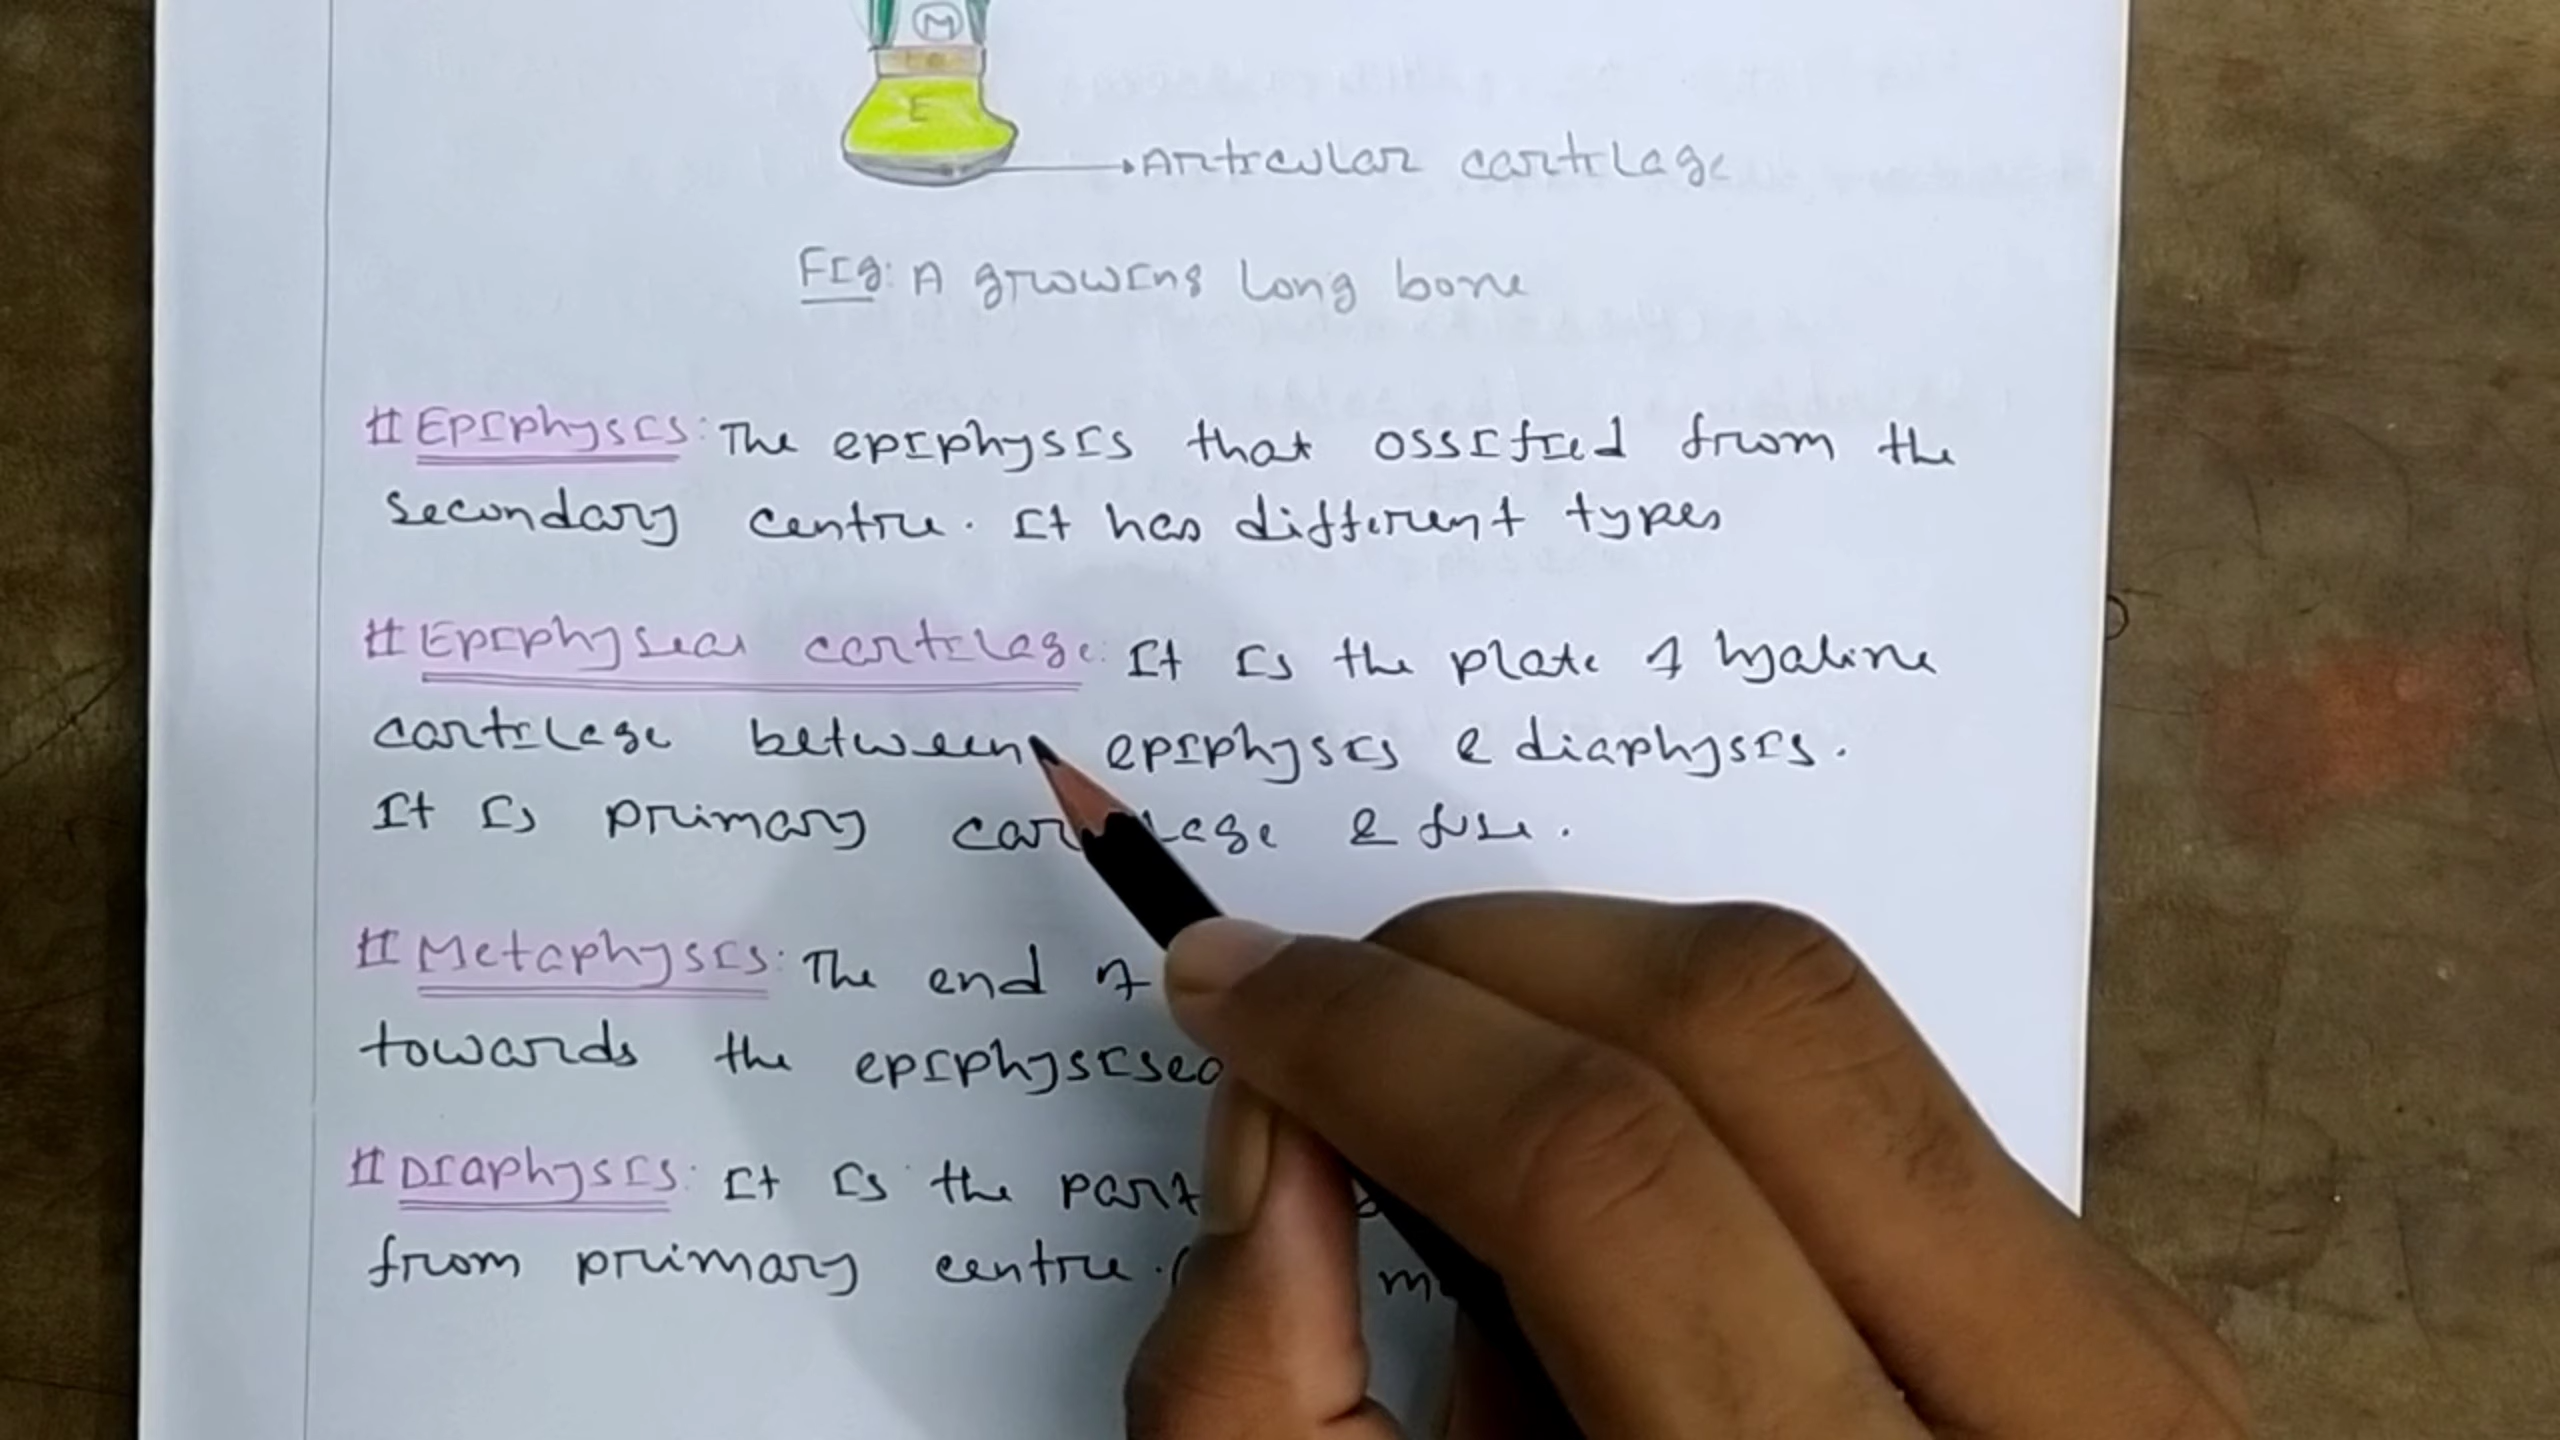 M
E
Articular cartilage
Fig: A growing long bone
# Epiphysis: The epiphysis that ossified from the
secondary centre. It has different types
# Epiphyseal cartilage: It is the plate of hyaline
cartilage between epiphysis & diaphysis.
It is primary & fuse.
# Metaphysis: The end of
towards the
# Diaphysis: It is the part
from primary centre. (